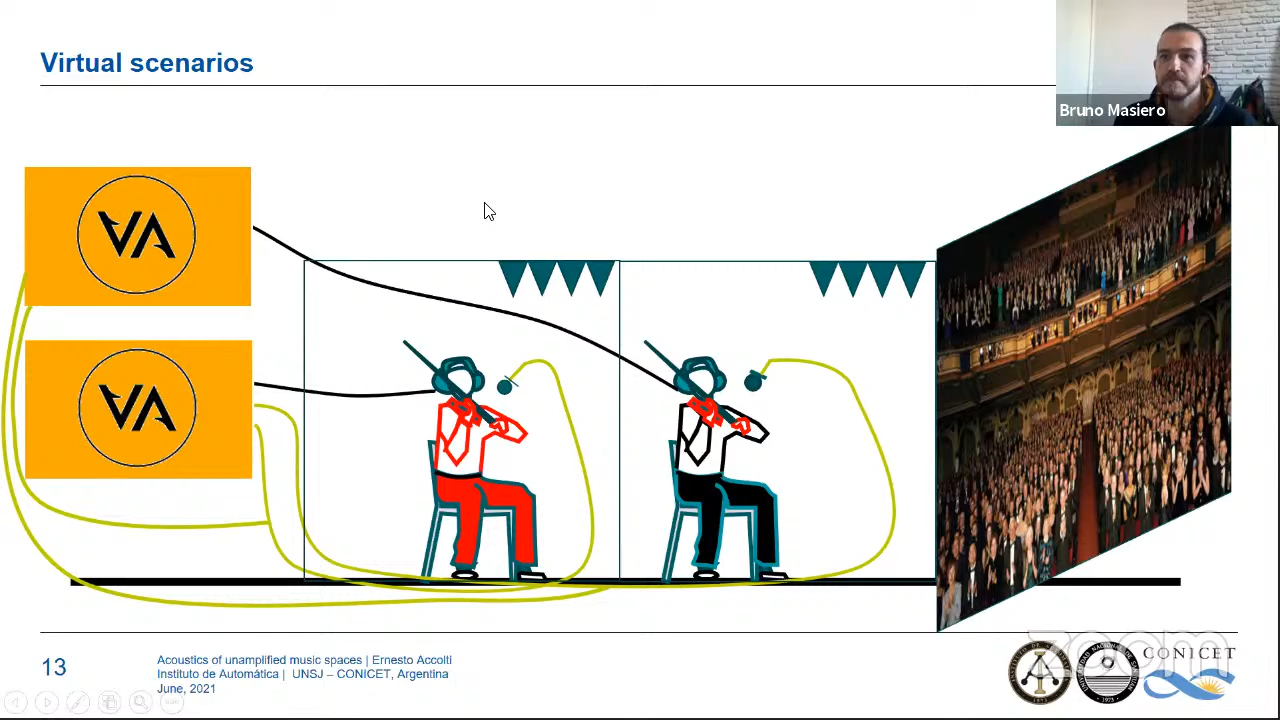 Virtual scenarios
Bruno Masiero
VA
VA
13
Acoustics of unamplified music spaces | Ernesto Accolti
Instituto de Automática | UNSJ – CONICET, Argentina
June, 2021
zoom
CONICET